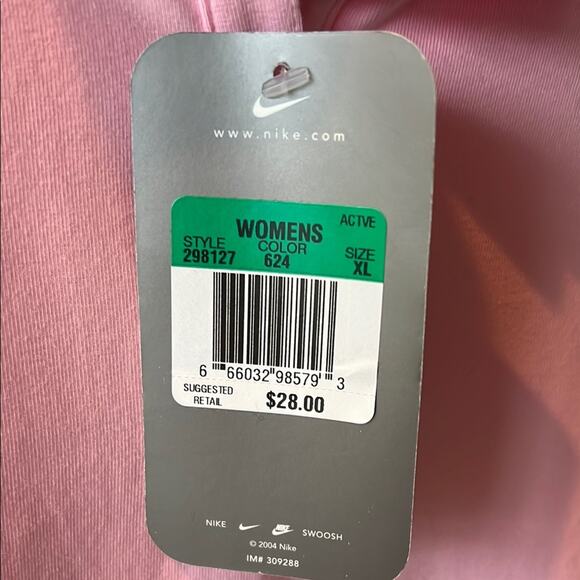 www.nike.com
WOMENS
ACTVE
STYLE COLOR SIZE
298127 624 XL
6 66032 98579 3
SUGGESTED RETAIL $28.00
NIKE SWOOSH
© 2004 Nike
IM# 309288